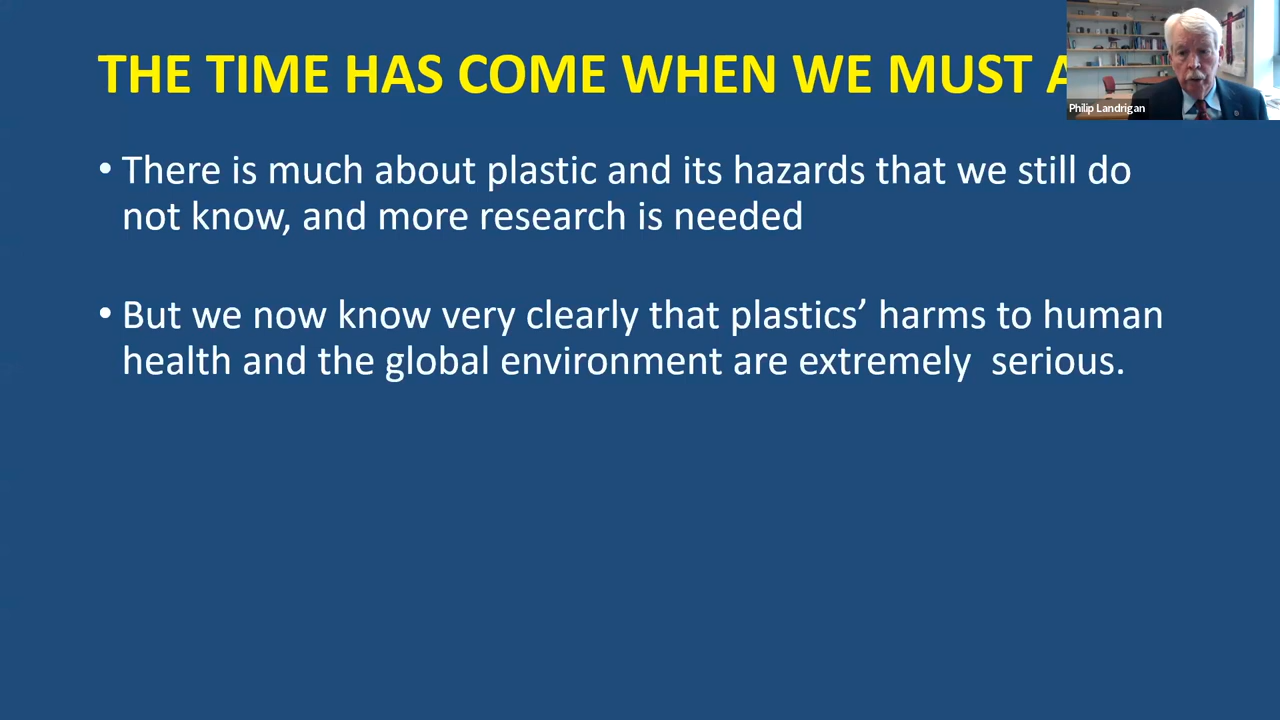 THE TIME HAS COME WHEN WE MUST
• There is much about plastic and its hazards that we still do
not know, and more research is needed
• But we now know very clearly that plastics’ harms to human
health and the global environment are extremely  serious.
Philip Landrigan